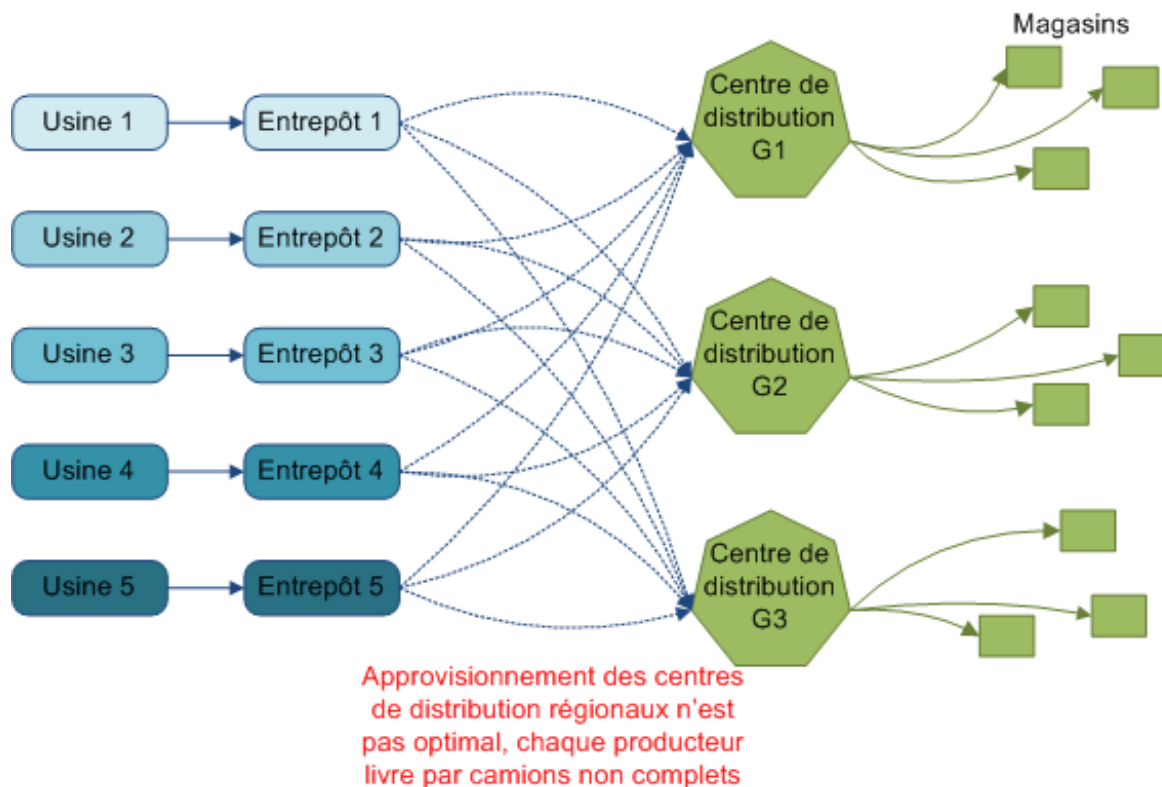 Magasins
Usine 1
Entrepôt 1
Centre de
distribution
G1
Usine 2
Entrepôt 2
Usine 3
Entrepôt 3
Centre de
distribution
G2
Usine 4
Entrepôt 4
Usine 5
Entrepôt 5
Centre de
distribution
G3
Approvisionnement des centres
de distribution régionaux n'est
pas optimal, chaque producteur
livre par camions non complets